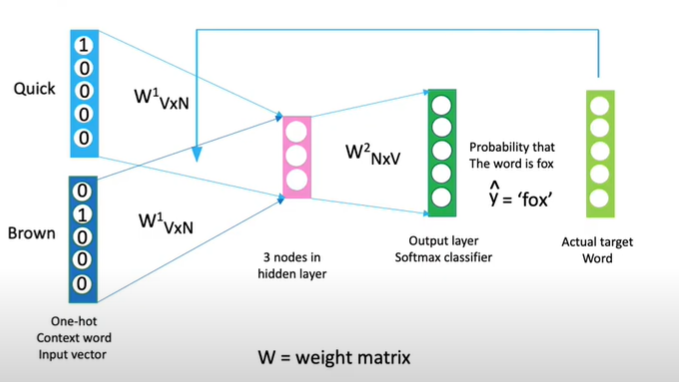 Quick
1
0
0
0
0
W¹VxN
Brown
0
1
0
0
0
W¹VxN
One-hot
Context word
Input vector
3 nodes in
hidden layer
W²NxV
Output layer
Softmax classifier
Probability that
The word is fox
ŷ = 'fox'
Actual target
Word
W = weight matrix